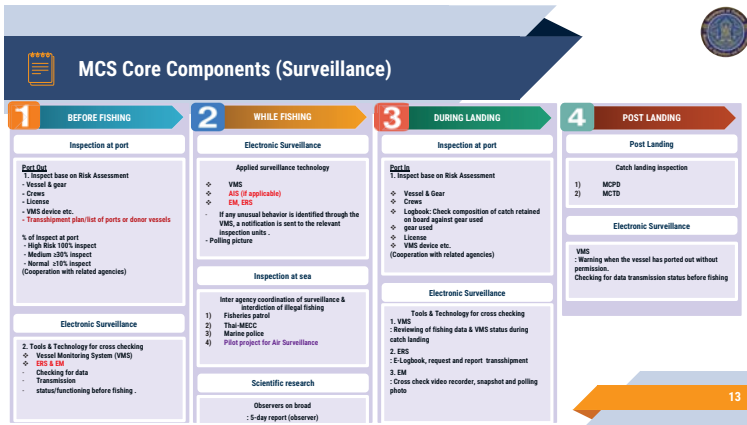 MCS Core Components (Surveillance)
1
BEFORE FISHING
Inspection at port
Port Out
1. Inspect base on Risk Assessment
- Vessel & gear
- Crews
- License
- VMS device etc.
- Transshipment plan/list of ports or donor vessels
% of Inspect at port
- High Risk 100% inspect
- Medium ≥30% inspect
- Normal ≥10% inspect
(Cooperation with related agencies)
Electronic Surveillance
2. Tools & Technology for cross checking
❖ Vessel Monitoring System (VMS)
❖ ERS & EM
- Checking for data
- Transmission
- status/functioning before fishing .
2
WHILE FISHING
Electronic Surveillance
Applied surveillance technology
❖ VMS
❖ AIS (if applicable)
❖ EM, ERS
- If any unusual behavior is identified through the
VMS, a notification is sent to the relevant
inspection units .
- Polling picture
Inspection at sea
Inter agency coordination of surveillance &
interdiction of illegal fishing
1) Fisheries patrol
2) Thai-MECC
3) Marine police
4) Pilot project for Air Surveillance
Scientific research
Observers on broad
: 5-day report (observer)
3
DURING LANDING
Inspection at port
Port In
1. Inspect base on Risk Assessment
❖ Vessel & Gear
❖ Crews
❖ Logbook: Check composition of catch retained
on board against gear used
❖ gear used
❖ License
❖ VMS device etc.
(Cooperation with related agencies)
Electronic Surveillance
Tools & Technology for cross checking
1. VMS
: Reviewing of fishing data & VMS status during
catch landing
2. ERS
: E-Logbook, request and report transshipment
3. EM
: Cross check video recorder, snapshot and polling
photo
4
POST LANDING
Post Landing
Catch landing inspection
1) MCPD
2) MCTD
Electronic Surveillance
VMS
: Warning when the vessel has ported out without
permission.
Checking for data transmission status before fishing
13